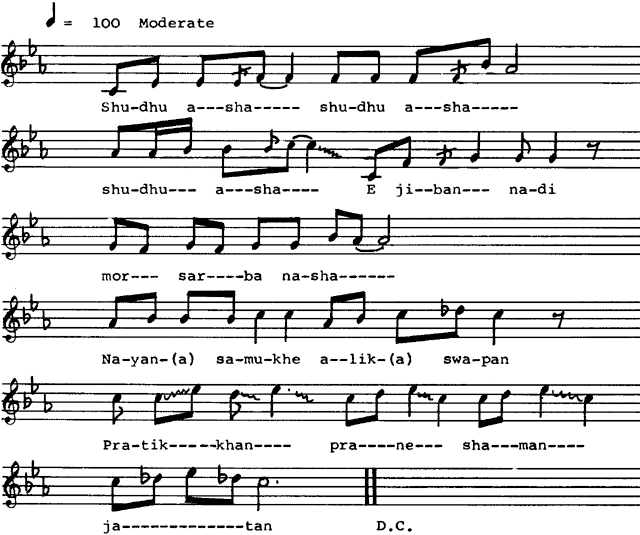 ♩ = 100 Moderate
Shu-dhu a---sha----- shu-dhu a---sha-----
shu-dhu--- a---sha---- E ji--ban--- na-di
mor--- sar----ba na-sha------
Na-yan-(a) sa-mu-khe a--lik-(a) swa-pan
Pra-tik-----khan---- pra----ne--- sha---man----
ja-------------tan D.C.